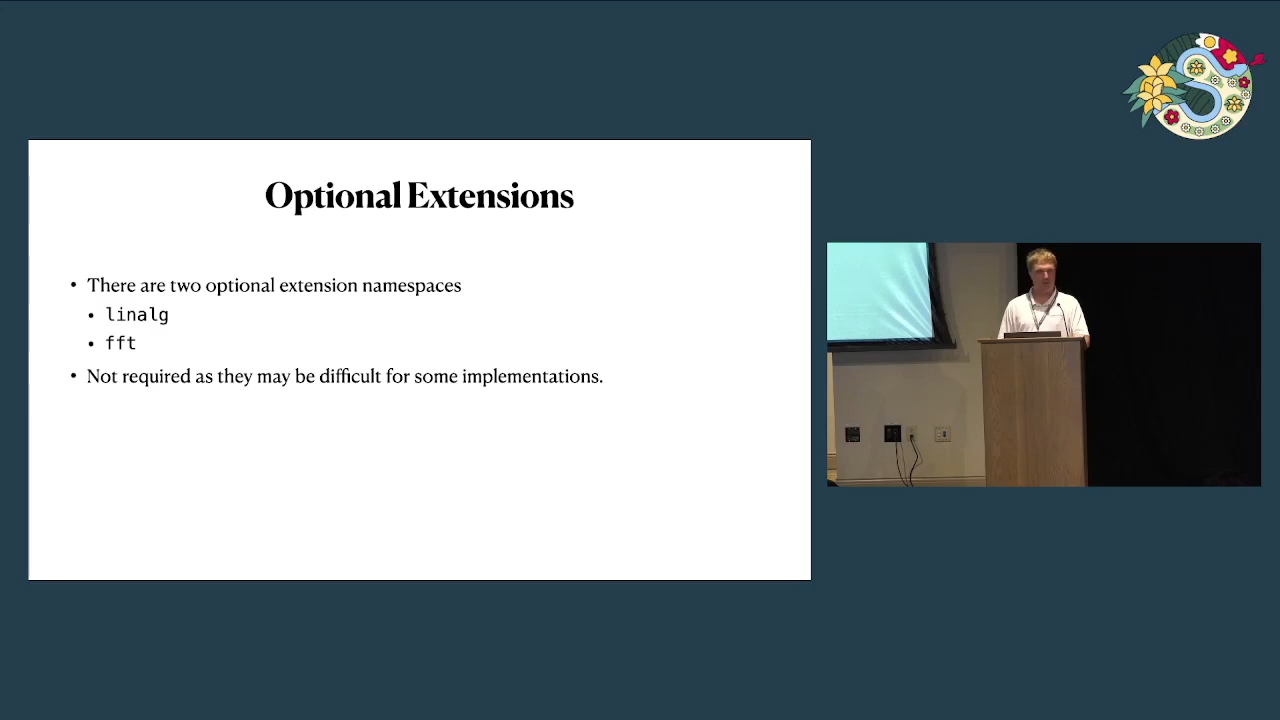 Optional Extensions
• There are two optional extension namespaces
• linalg
• fft
• Not required as they may be difficult for some implementations.